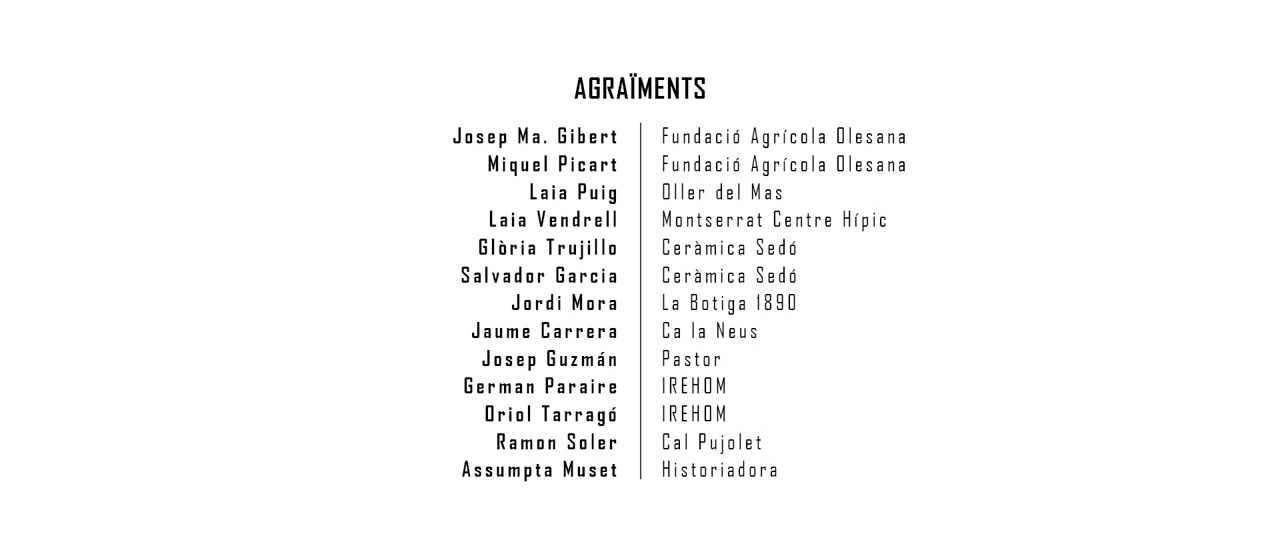 AGRAÏMENTS
Josep Ma. Gibert Fundació Agrícola Olesana
Miquel Picart Fundació Agrícola Olesana
Laia Puig Oller del Mas
Laia Vendrell Montserrat Centre Hípic
Glòria Trujillo Ceràmica Sedó
Salvador Garcia Ceràmica Sedó
Jordi Mora La Botiga 1890
Jaume Carrera Ca la Neus
Josep Guzmán Pastor
German Paraire IREHOM
Oriol Tarragó IREHOM
Ramon Soler Cal Pujolet
Assumpta Muset Historiadora